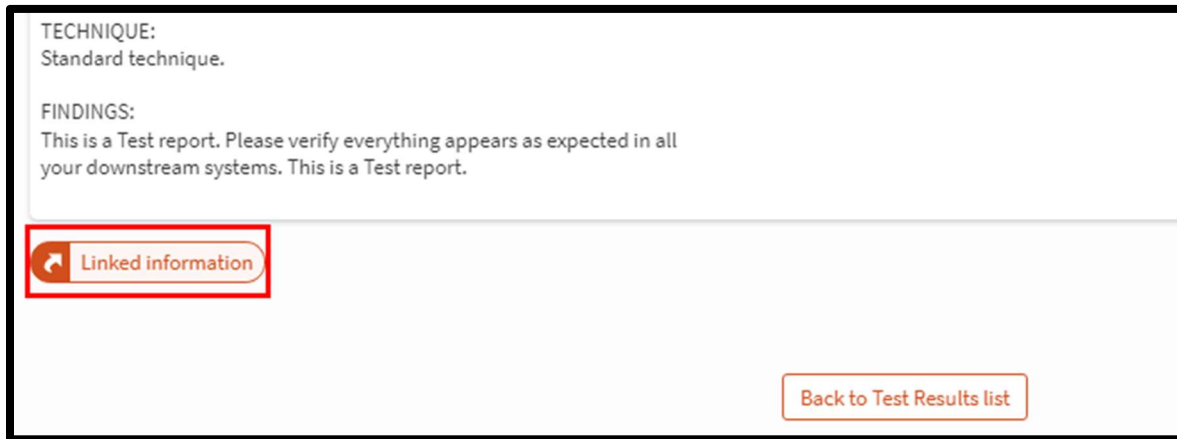 TECHNIQUE:
Standard technique.
FINDINGS:
This is a Test report. Please verify everything appears as expected in all
your downstream systems. This is a Test report.
Linked information
Back to Test Results list